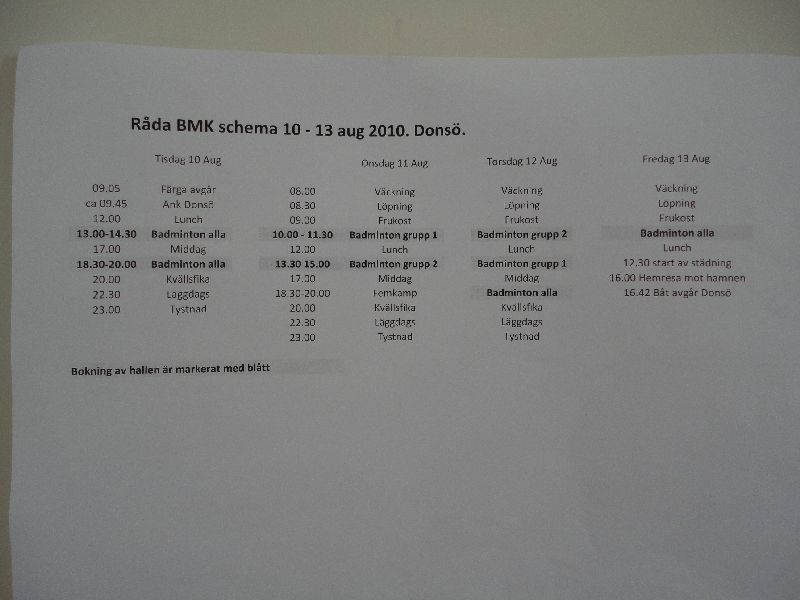 Råda BMK schema 10 - 13 aug 2010. Donsö.
Tisdag 10 Aug Onsdag 11 Aug Torsdag 12 Aug Fredag 13 Aug
09.05 Färga avgår 08.00 Väckning Väckning Väckning
ca 09.45 Ank Donsö 08.30 Löpning Löpning Löpning
12.00 Lunch 09.00 Frukost Frukost Frukost
13.00-14.30 Badminton alla 10.00 - 11.30 Badminton grupp 1 Badminton grupp 2 Badminton alla
17.00 Middag 12.00 Lunch Lunch Lunch
18.30-20.00 Badminton alla 13.30 15.00 Badminton grupp 2 Badminton grupp 1 12.30 start av städning
20.00 Kvällsfika 17.00 Middag Middag 16.00 Hemresa mot hamnen
22.30 Läggdags 18.30-20.00 Femkamp Badminton alla 16.42 Båt avgår Donsö
23.00 Tystnad 20.00 Kvällsfika Kvällsfika
22.30 Läggdags Läggdags
23.00 Tystnad Tystnad
Bokning av hallen är markerat med blått